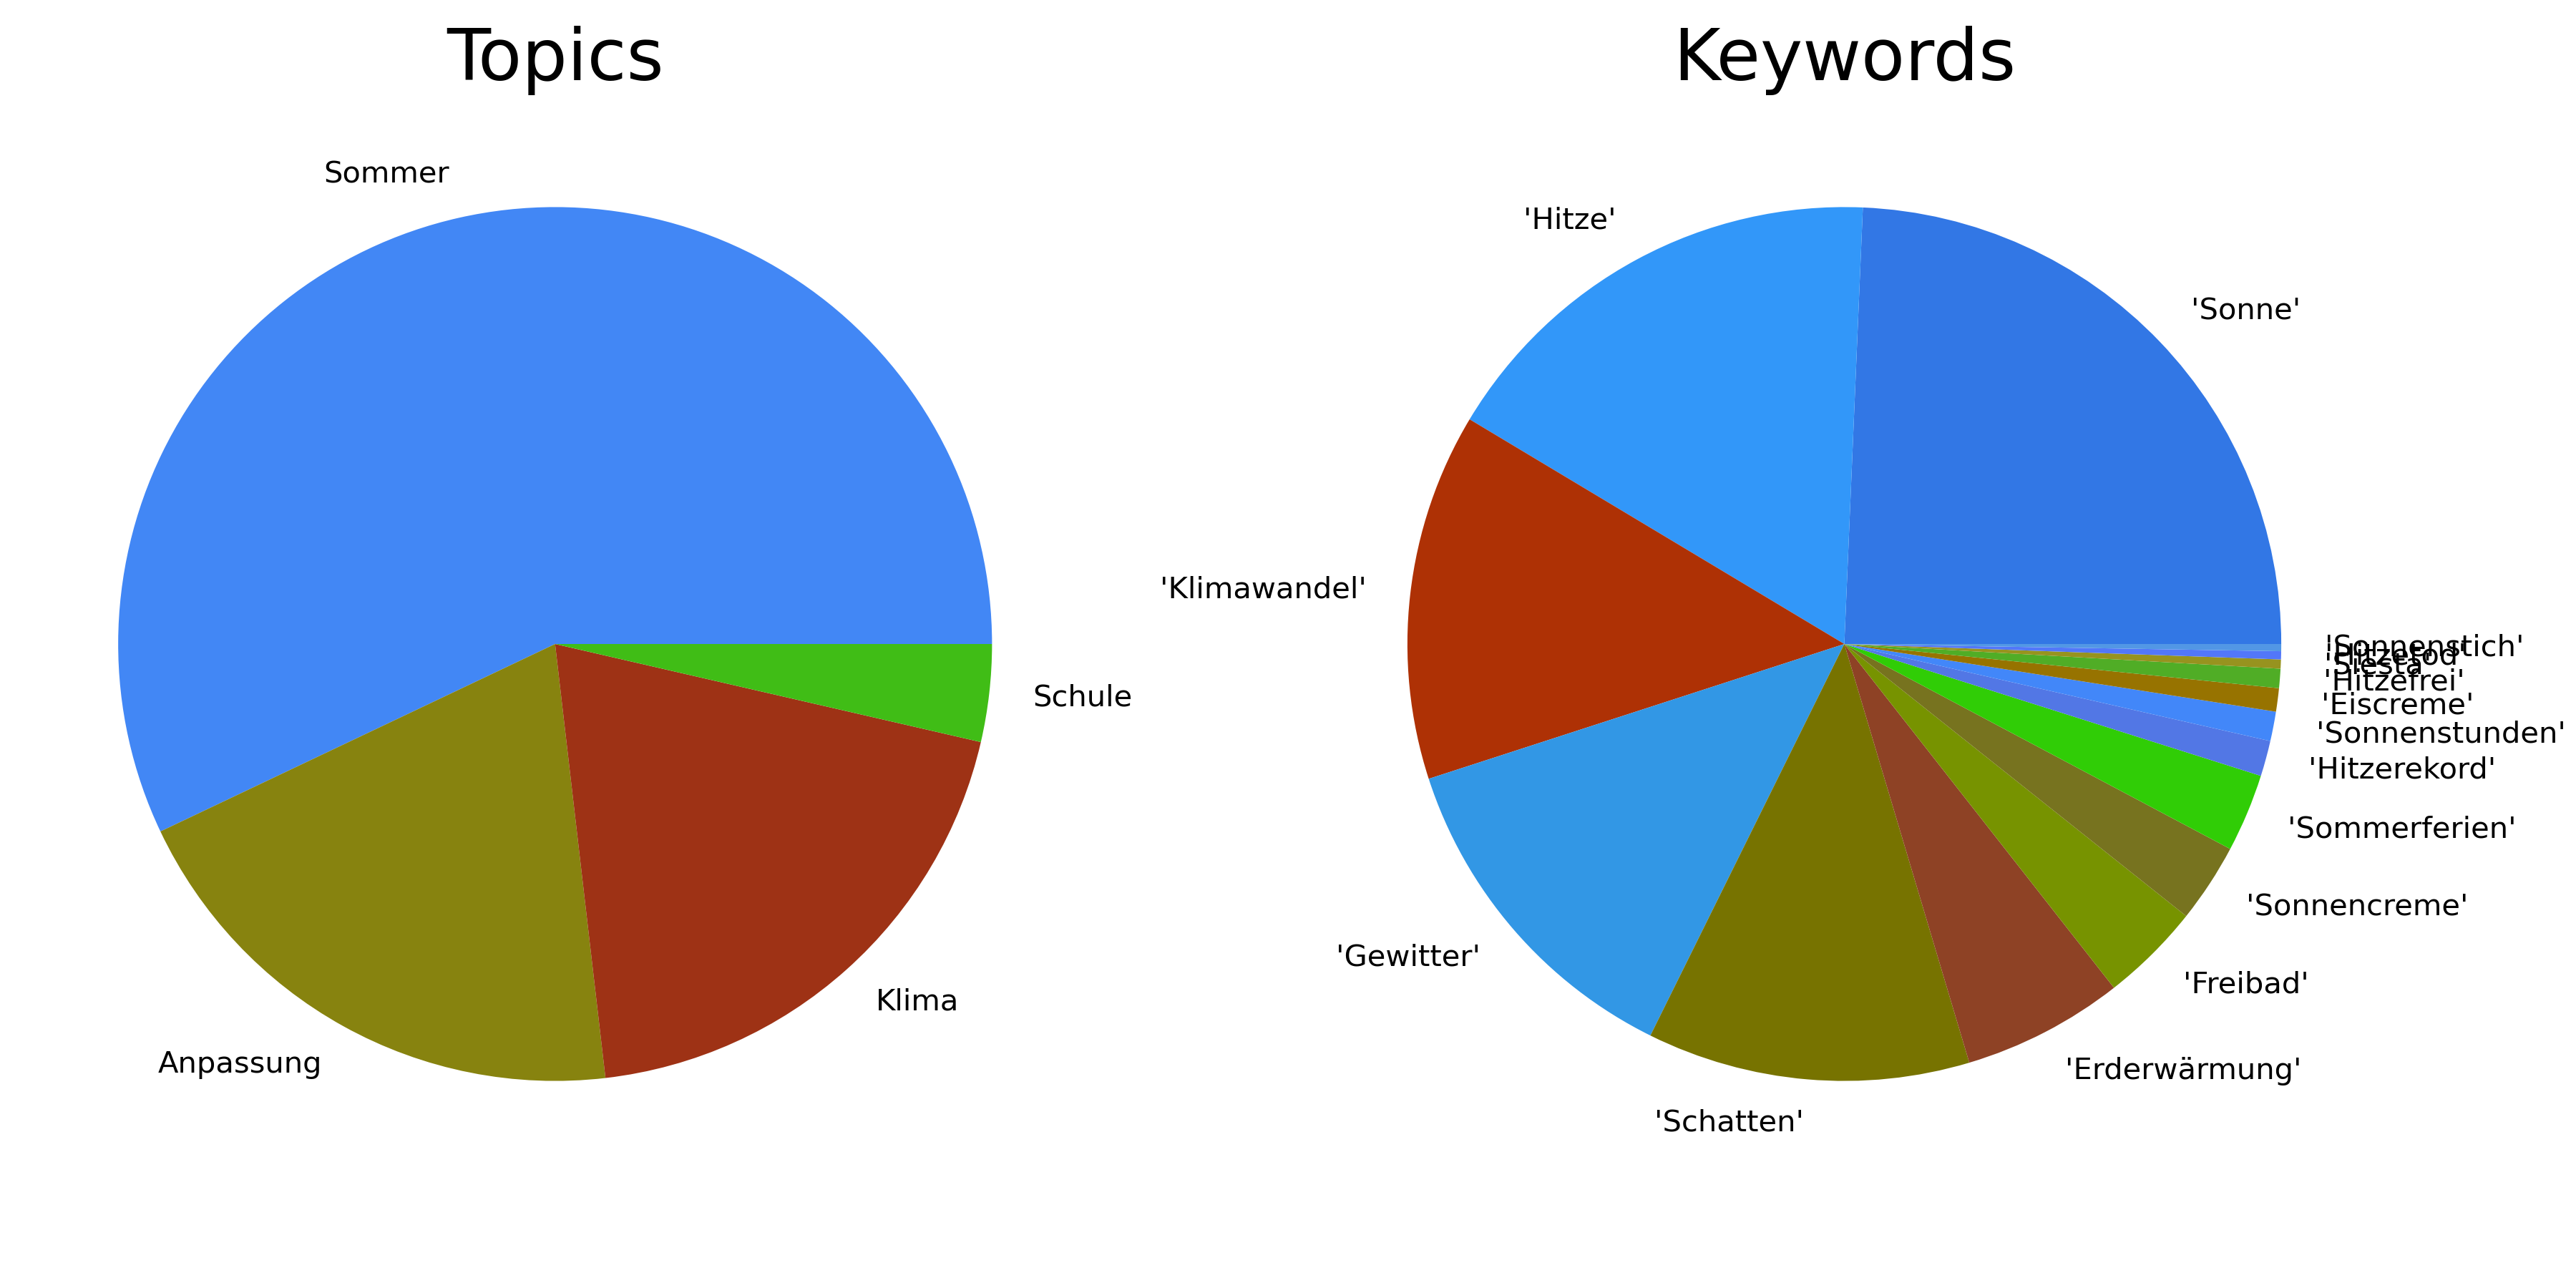 Topics
Sommer
Anpassung
Klima
Schule
Keywords
'Sonne'
'Hitze'
'Klimawandel'
'Gewitter'
'Schatten'
'Erderwärmung'
'Freibad'
'Sonnencreme'
'Sommerferien'
'Hitzerekord'
'Sonnenstunden'
'Eiscreme'
'Hitzefrei'
'Siesta'
'Hitzetod'
'Sonnenstich'